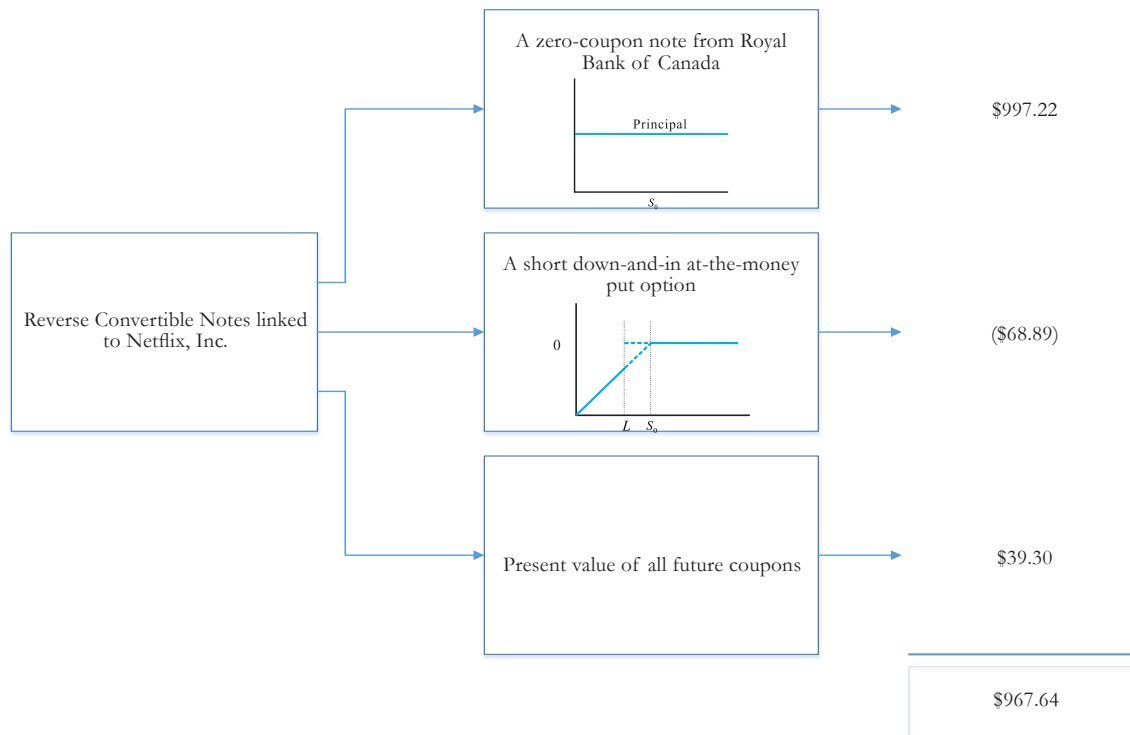 A zero-coupon note from Royal
Bank of Canada
Principal
S₀
$997.22
Reverse Convertible Notes linked
to Netflix, Inc.
A short down-and-in at-the-money
put option
0
L S₀
($68.89)
Present value of all future coupons
$39.30
$967.64